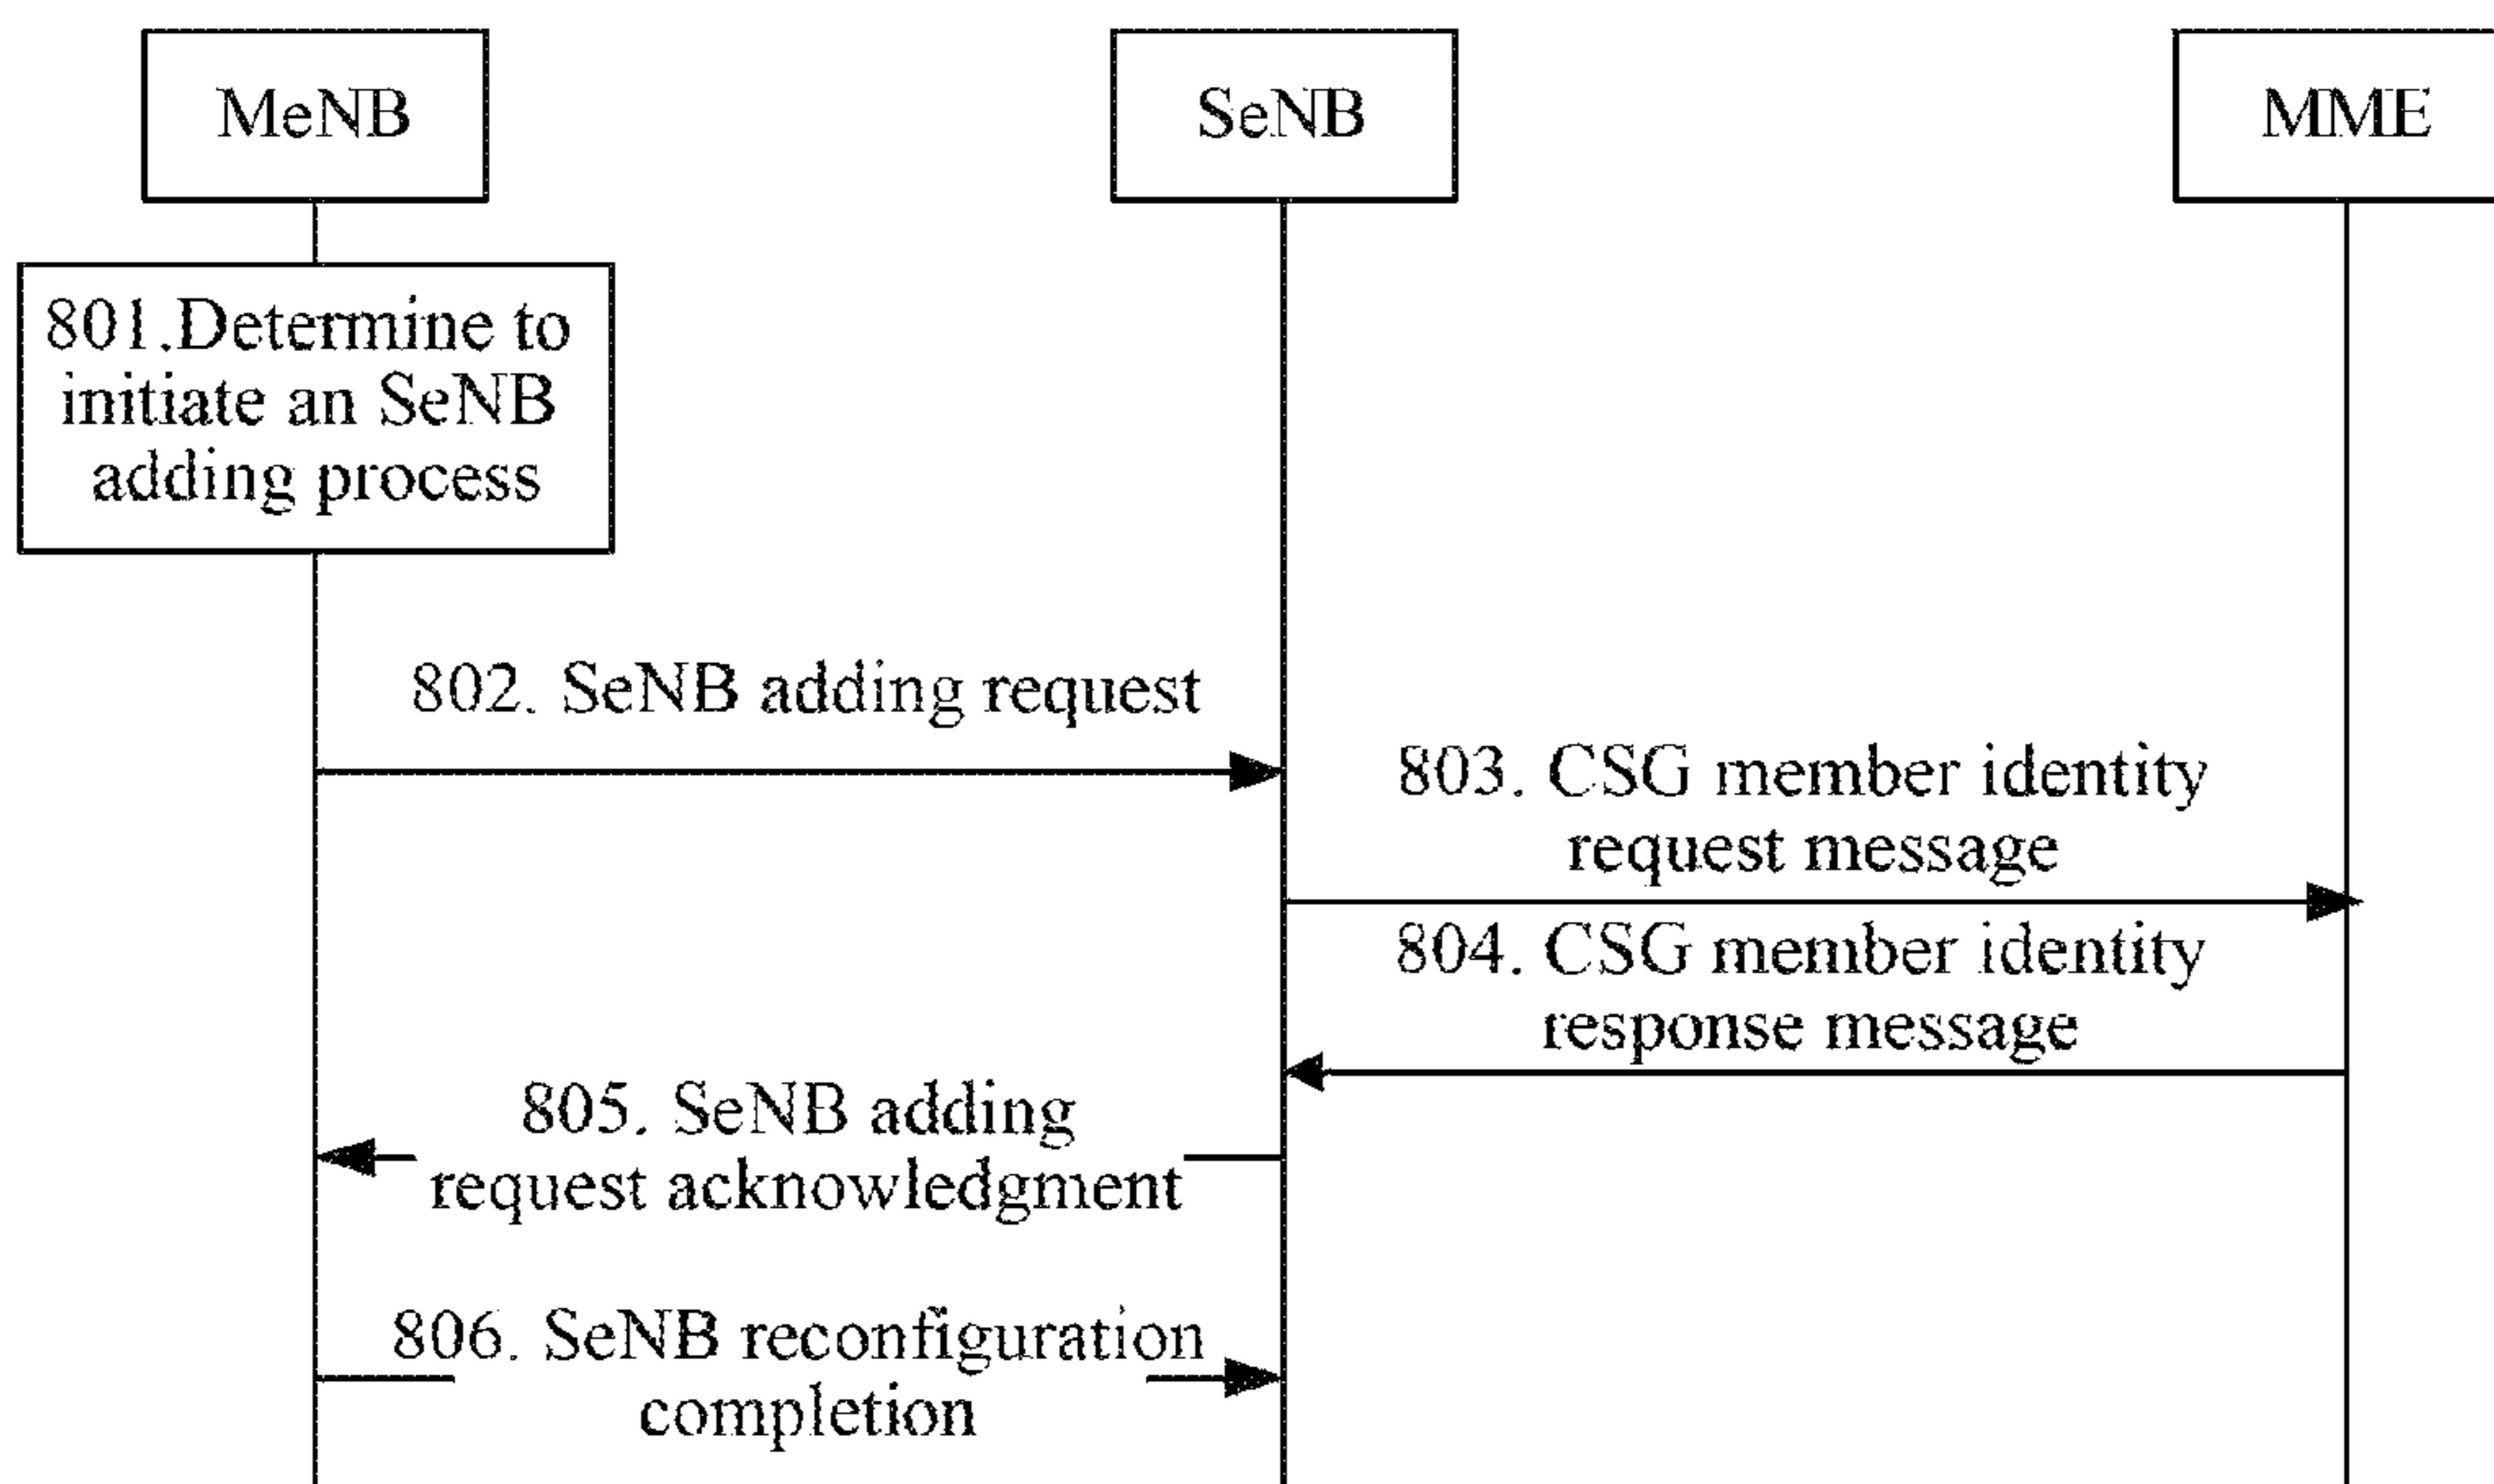 MeNB
SeNB
MME
801.Determine to
initiate an SeNB
adding process
802. SeNB adding request
803. CSG member identity
request message
804. CSG member identity
response message
805. SeNB adding
request acknowledgment
806. SeNB reconfiguration
completion